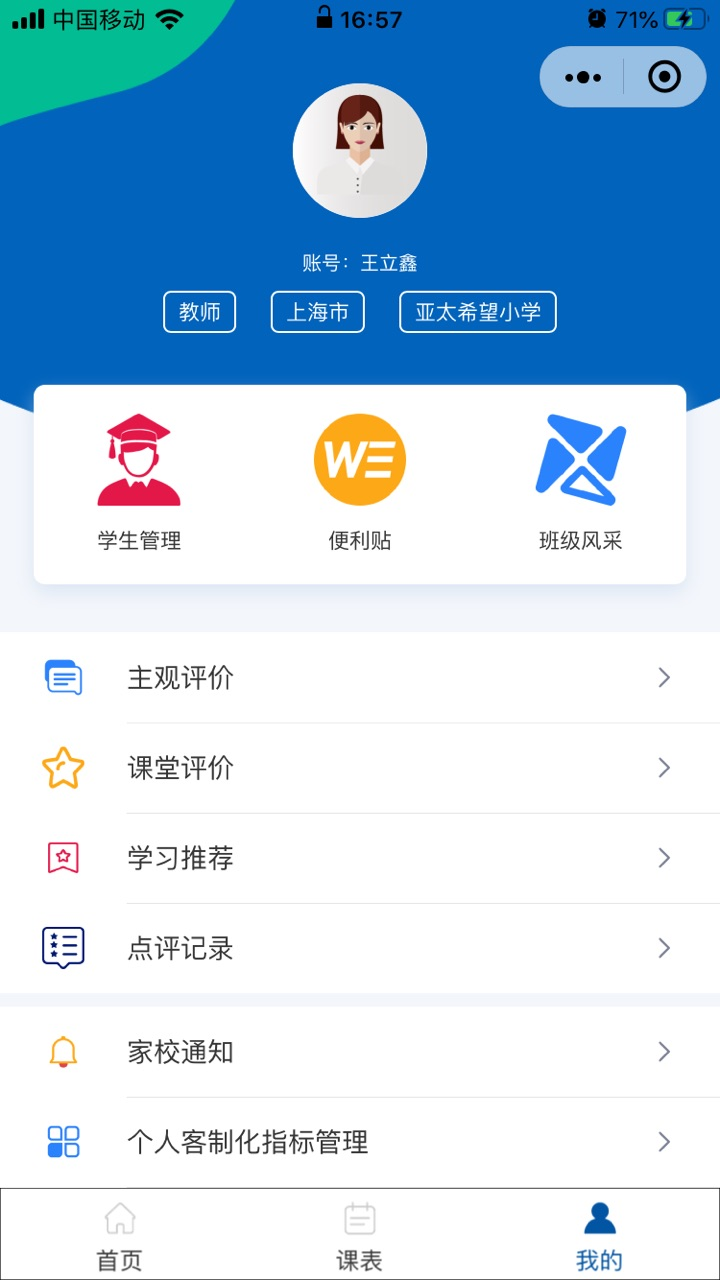 中国移动 16:57 71%
账号：王立鑫
教师 上海市 亚太希望小学
WE
学生管理 便利贴 班级风采
主观评价
课堂评价
学习推荐
点评记录
家校通知
个人客制化指标管理
首页 课表 我的